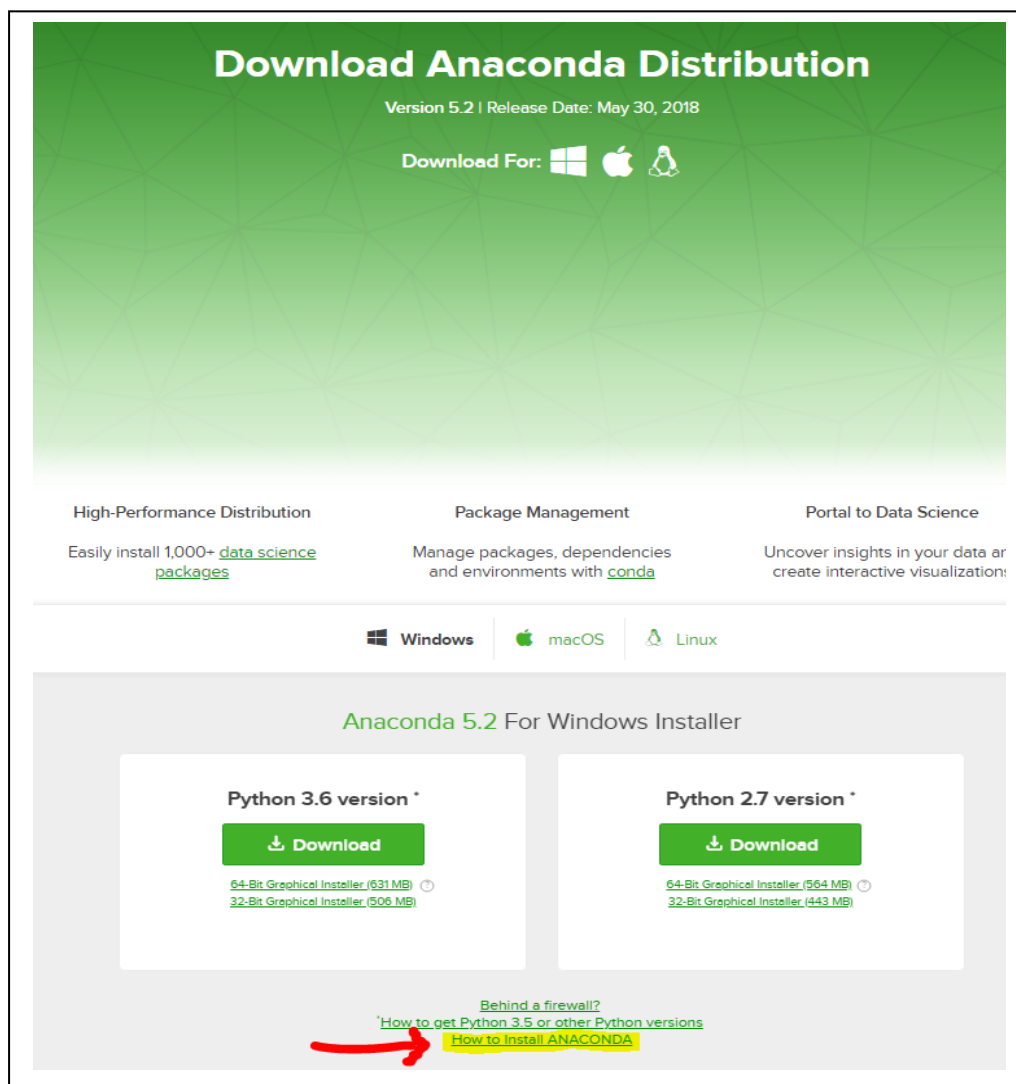 Download Anaconda Distribution
Version 5.2 | Release Date: May 30, 2018
Download For:
High-Performance Distribution
Easily install 1,000+ data science
packages
Package Management
Manage packages, dependencies
and environments with conda
Portal to Data Science
Uncover insights in your data
create interactive visualization
Windows
macOS
Linux
Anaconda 5.2 For Windows Installer
Python 3.6 version *
Download
64-Bit Graphical Installer (631 MB) ?
32-Bit Graphical Installer (506 MB)
Python 2.7 version *
Download
64-Bit Graphical Installer (564 MB) ?
32-Bit Graphical Installer (443 MB)
Behind a firewall?
*How to get Python 3.5 or other Python versions
How to Install ANACONDA